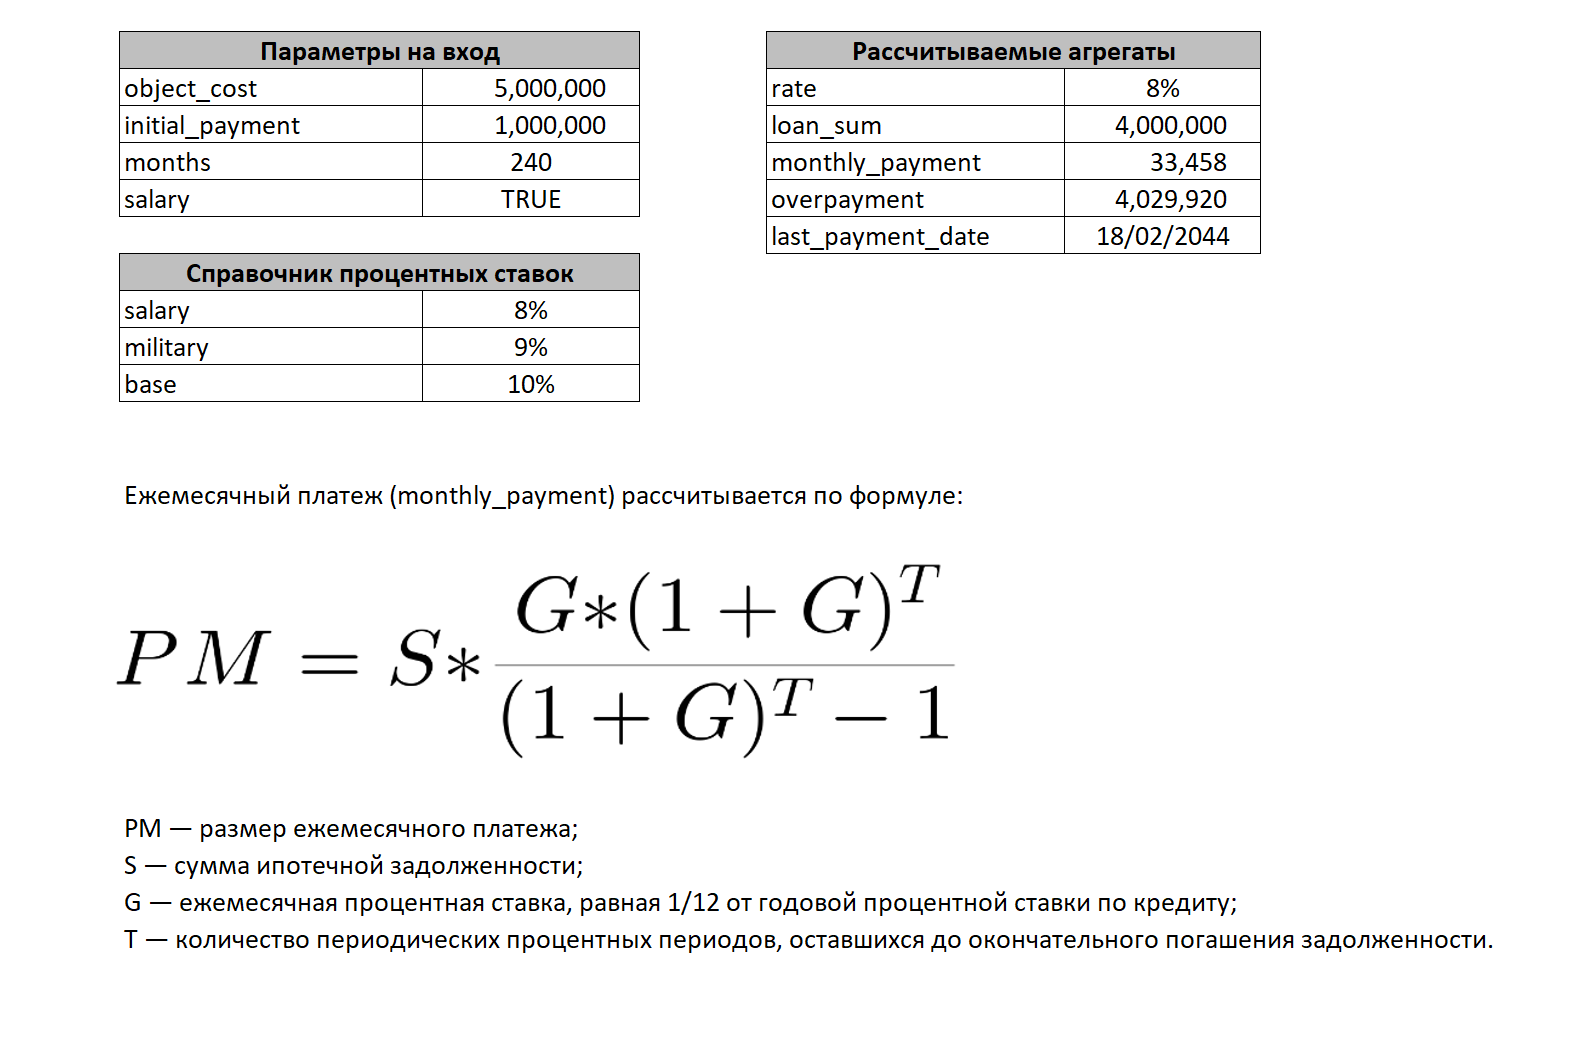 Параметры на вход
object_cost 5,000,000
initial_payment 1,000,000
months 240
salary TRUE
Справочник процентных ставок
salary 8%
military 9%
base 10%
Рассчитываемые агрегаты
rate 8%
loan_sum 4,000,000
monthly_payment 33,458
overpayment 4,029,920
last_payment_date 18/02/2044
Ежемесячный платеж (monthly_payment) рассчитывается по формуле:
G*(1 + G)^T
PM = S*
(1 + G)^T − 1
PM — размер ежемесячного платежа;
S — сумма ипотечной задолженности;
G — ежемесячная процентная ставка, равная 1/12 от годовой процентной ставки по кредиту;
T — количество периодических процентных периодов, оставшихся до окончательного погашения задолженности.